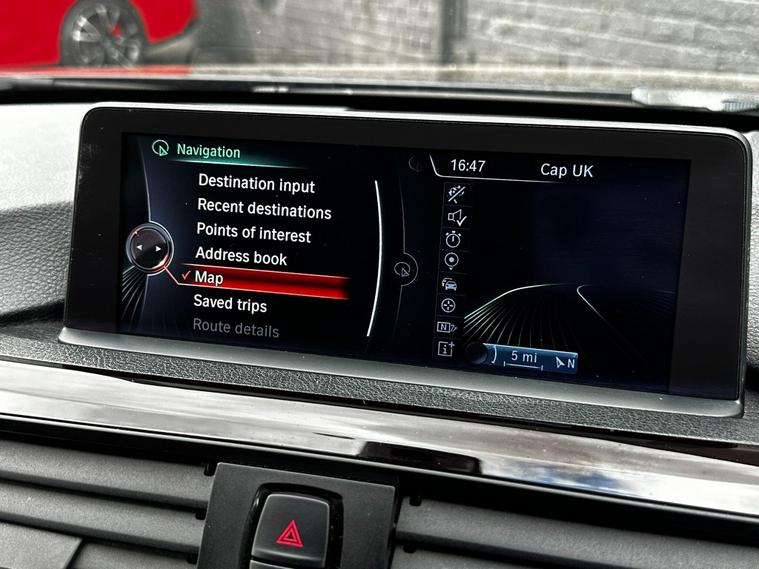 Navigation
Destination input
Recent destinations
Points of interest
Address book
Map
Saved trips
Route details
16:47 Cap UK
5 mi N